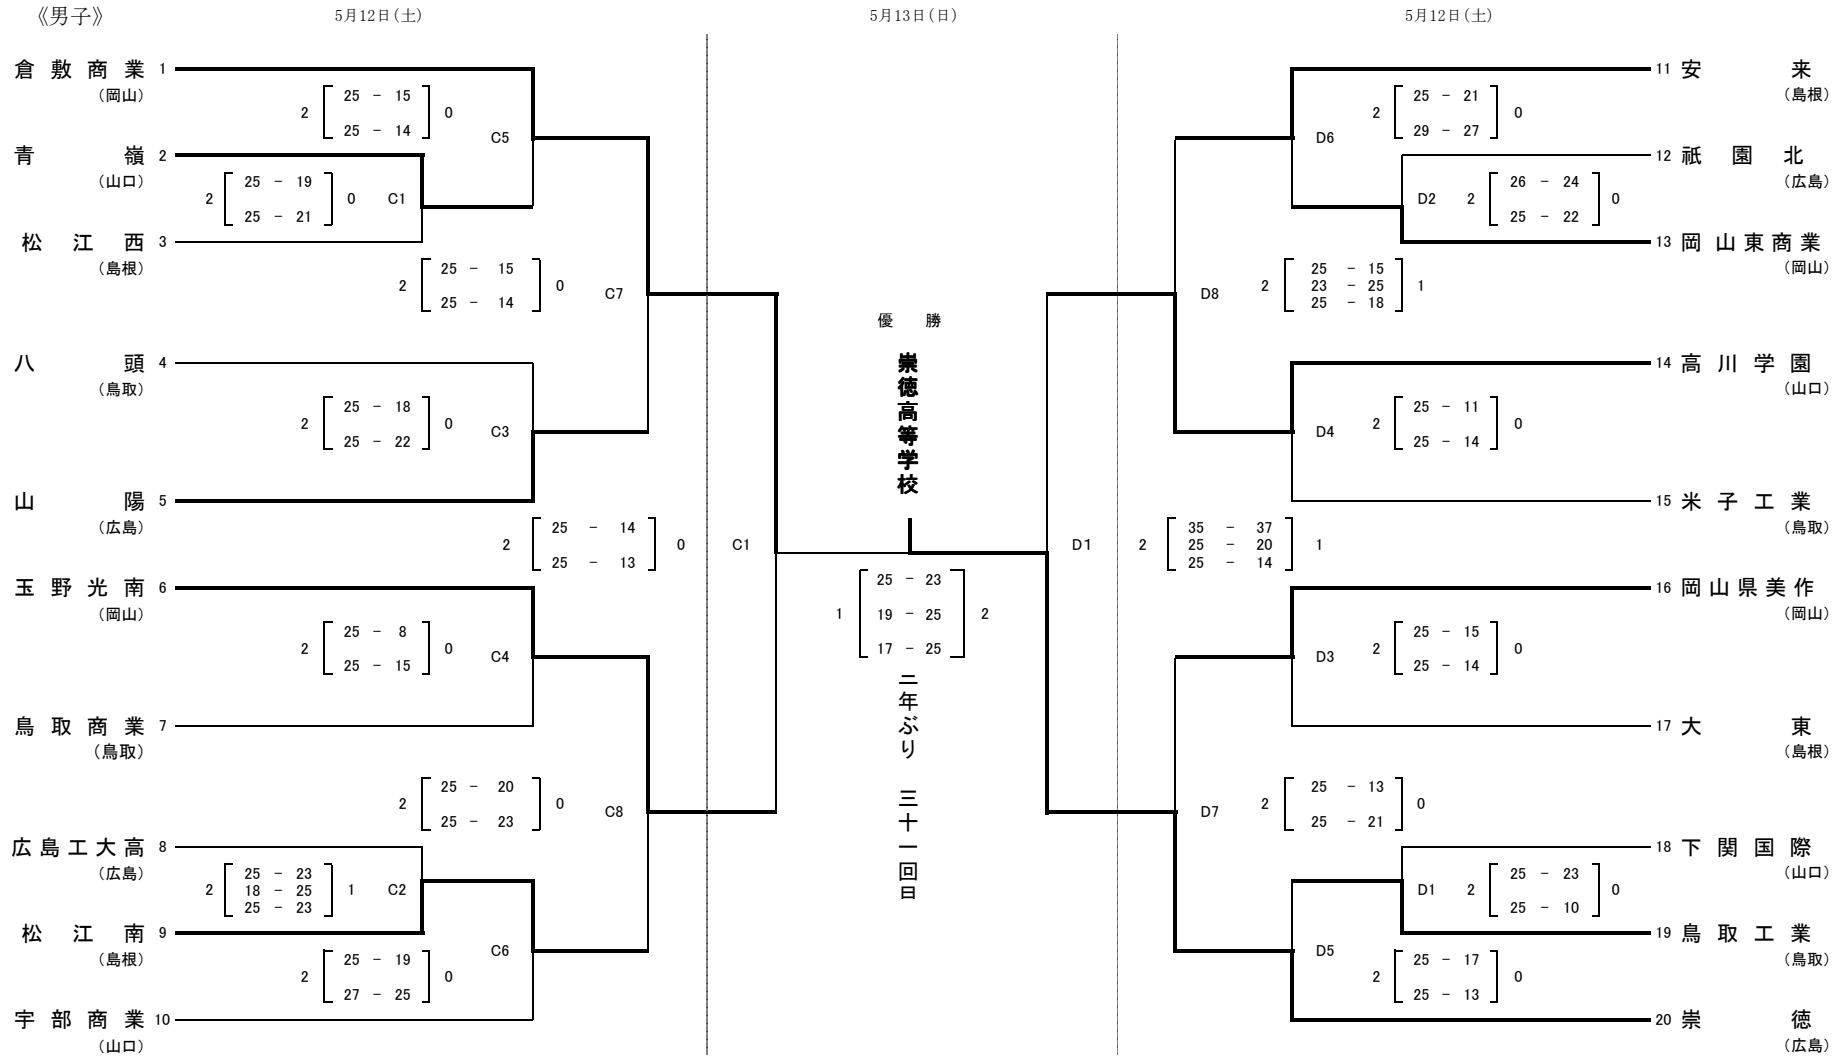 《男子》 5月12日(土) 5月13日(日) 5月12日(土)
倉敷商業 1
(岡山)
2 25 - 15 0
25 - 14
C5
青嶺 2
(山口)
2 25 - 19 0 C1
25 - 21
松江西 3
(島根)
2 25 - 15 0
25 - 14
C7
八頭 4
(鳥取)
2 25 - 18 0
25 - 22
C3
山陽 5
(広島)
2 25 - 14 0
25 - 13
C1
玉野光南 6
(岡山)
2 25 - 8 0
25 - 15
C4
鳥取商業 7
(鳥取)
2 25 - 20 0
25 - 23
C8
広島工大高 8
(広島)
2 25 - 23 1 C2
18 - 25
25 - 23
松江南 9
(島根)
2 25 - 19 0
27 - 25
C6
宇部商業 10
(山口)
優勝
崇徳高等学校
1 25 - 23 2
19 - 25
17 - 25
二年ぶり 三十一回目
11 安来
(島根)
D6
2 25 - 21 0
29 - 27
12 祇園北
(広島)
D2 2 26 - 24 0
25 - 22
13 岡山東商業
(岡山)
D8
2 25 - 15 1
23 - 25
25 - 18
14 高川学園
(山口)
D4
2 25 - 11 0
25 - 14
15 米子工業
(鳥取)
D1
2 35 - 37 1
25 - 20
25 - 14
16 岡山県美作
(岡山)
D3
2 25 - 15 0
25 - 14
17 大東
(島根)
D7
2 25 - 13 0
25 - 21
18 下関国際
(山口)
D1 2 25 - 23 0
25 - 10
19 鳥取工業
(鳥取)
D5
2 25 - 17 0
25 - 13
20 崇徳
(広島)